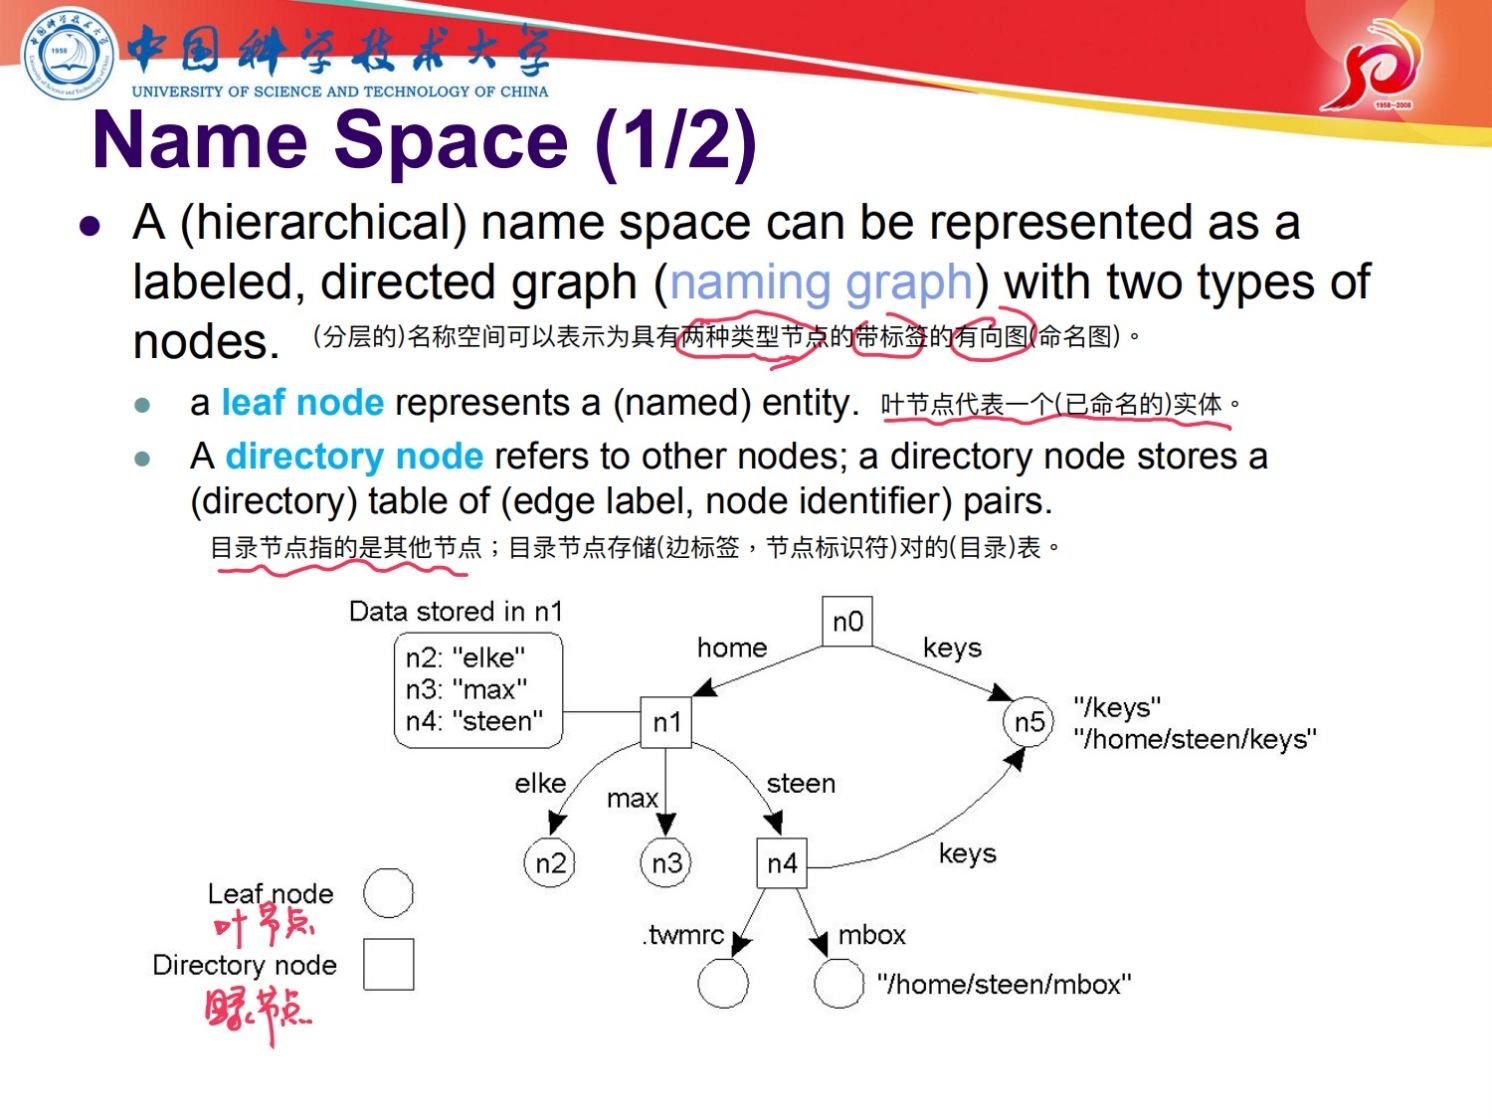 中国科学技术大学
UNIVERSITY OF SCIENCE AND TECHNOLOGY OF CHINA
1958
1958—2008
Name Space (1/2)
A (hierarchical) name space can be represented as a
labeled, directed graph (naming graph) with two types of
nodes. (分层的)名称空间可以表示为具有两种类型节点的带标签的有向图(命名图)。
a leaf node represents a (named) entity. 叶节点代表一个(已命名的)实体。
A directory node refers to other nodes; a directory node stores a
(directory) table of (edge label, node identifier) pairs.
目录节点指的是其他节点；目录节点存储(边标签，节点标识符)对的(目录)表。
Data stored in n1
n2: "elke"
n3: "max"
n4: "steen"
n0
home
keys
n1
n5
"/keys"
"/home/steen/keys"
elke
max
steen
n2
n3
n4
keys
Leaf node
叶节点
.twmrc
mbox
Directory node
"/home/steen/mbox"
目录节点